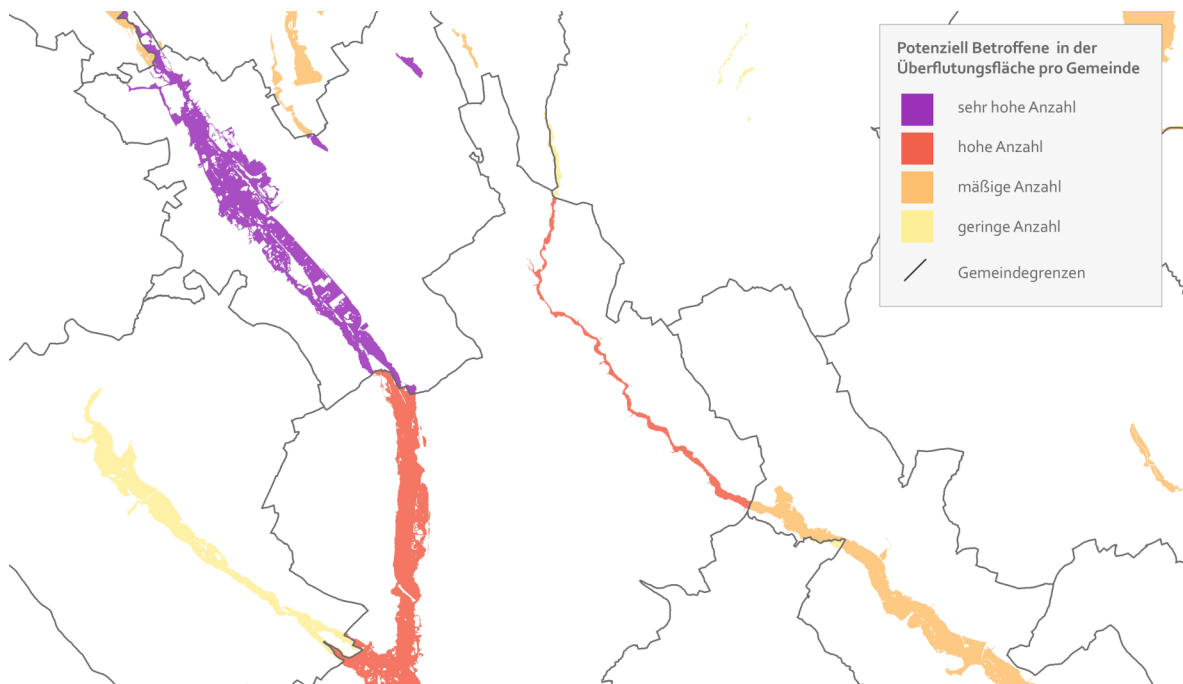 Potenziell Betroffene in der
Überflutungsfläche pro Gemeinde
sehr hohe Anzahl
hohe Anzahl
mäßige Anzahl
geringe Anzahl
Gemeindegrenzen